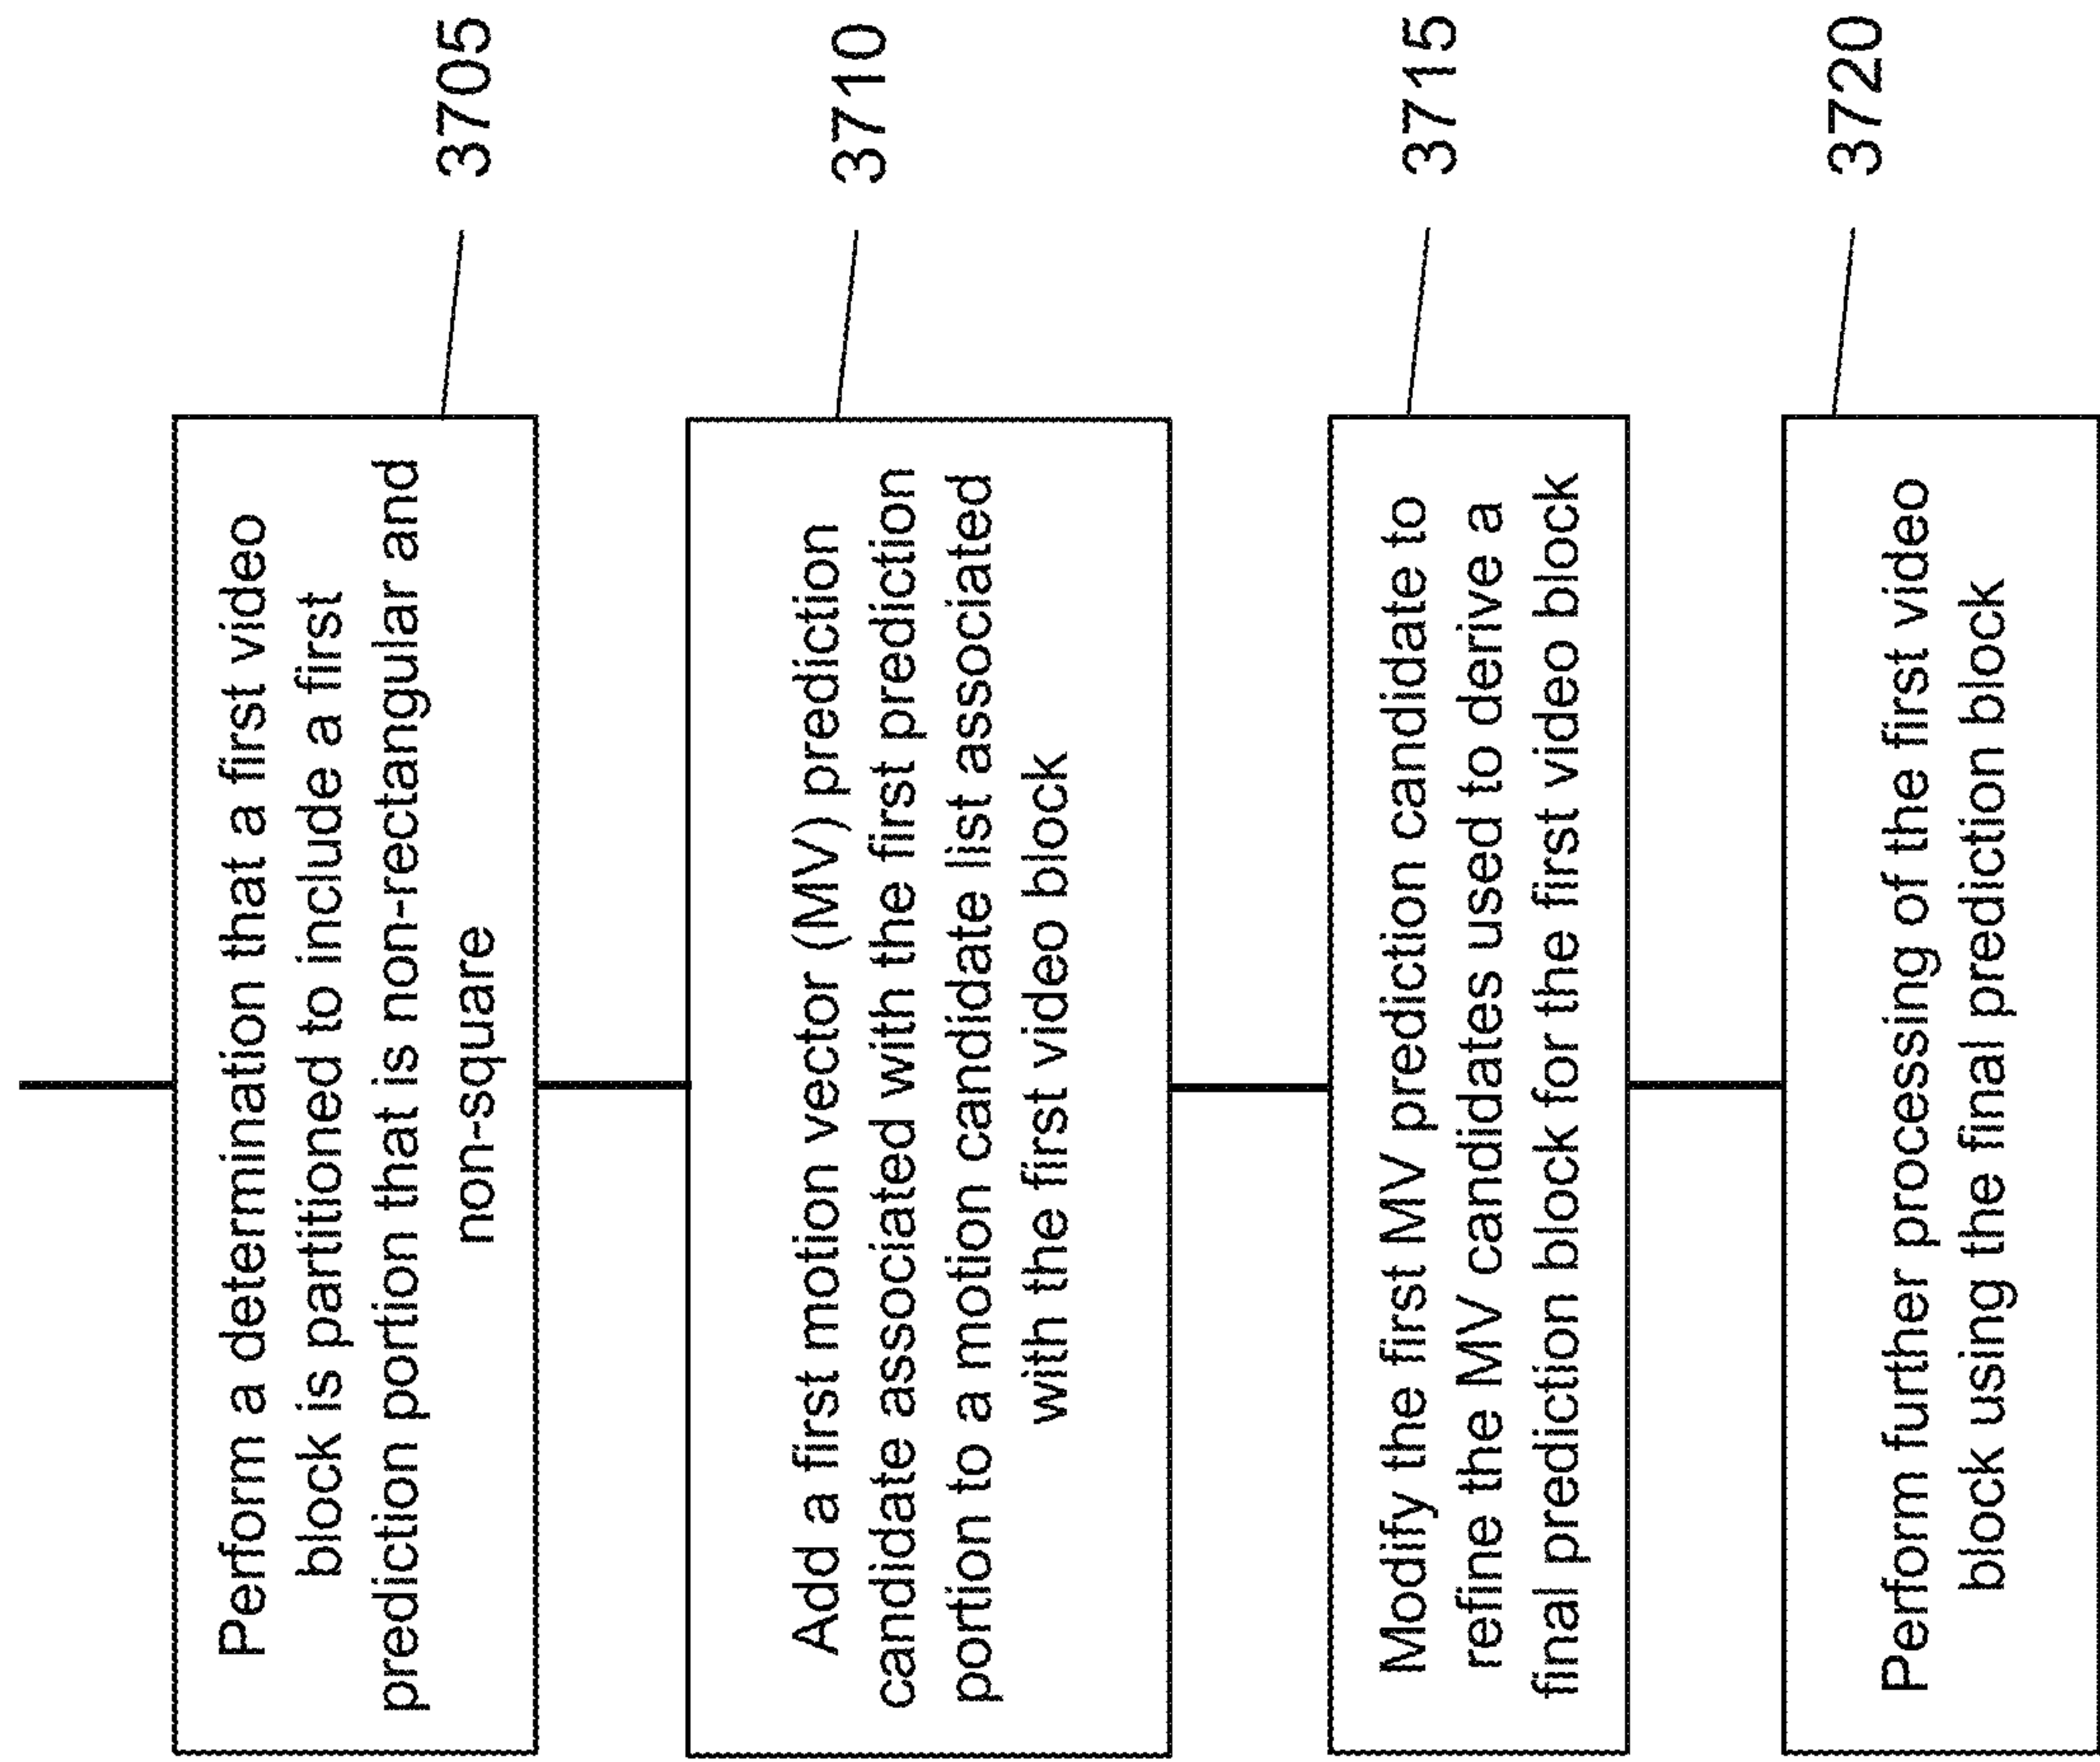 Perform a determination that a first video
block is partitioned to include a first
prediction portion that is non-rectangular and
non-square
3705
Add a first motion vector (MV) prediction
candidate associated with the first prediction
portion to a motion candidate list associated
with the first video block
3710
Modify the first MV prediction candidate to
refine the MV candidates used to derive a
final prediction block for the first video block
3715
Perform further processing of the first video
block using the final prediction block
3720